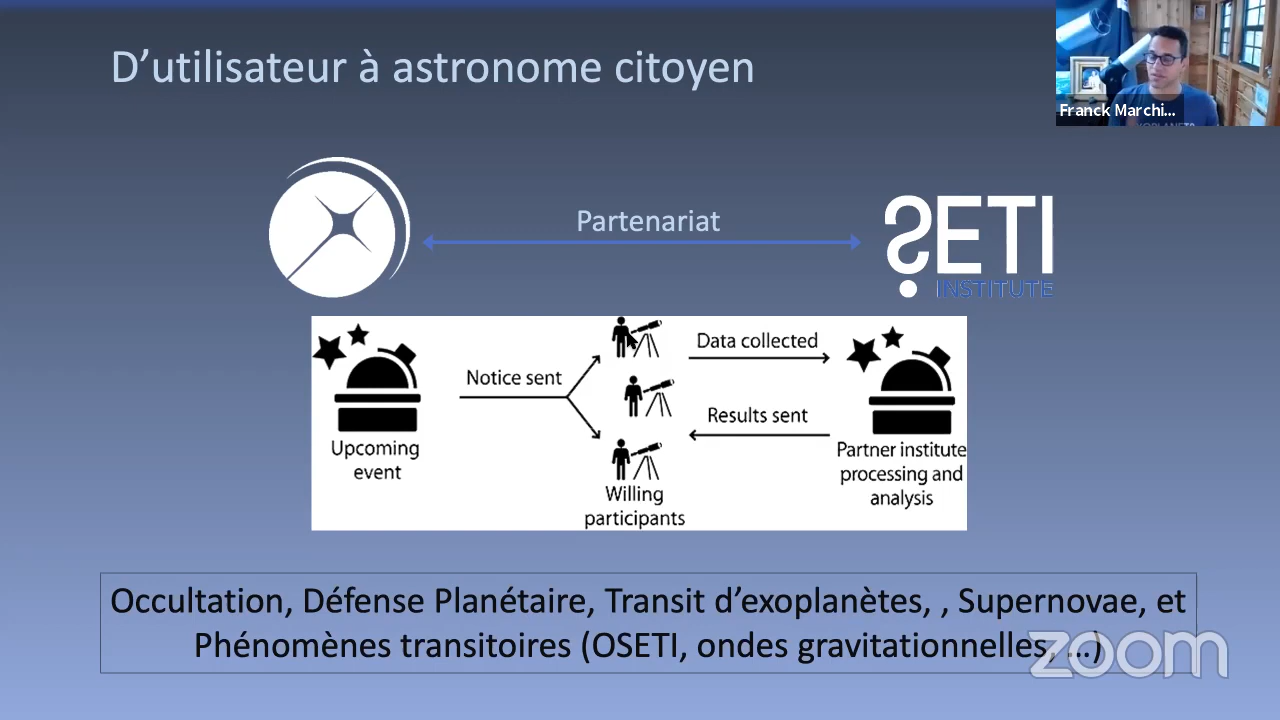 D'utilisateur à astronome citoyen
Franck Marchi...
Partenariat
SETI
INSTITUTE
Notice sent
Data collected
Results sent
Upcoming
event
Willing
participants
Partner institute
processing and
analysis
Occultation, Défense Planétaire, Transit d'exoplanètes, , Supernovae, et
Phénomènes transitoires (OSETI, ondes gravitationnelles, ...)
zoom